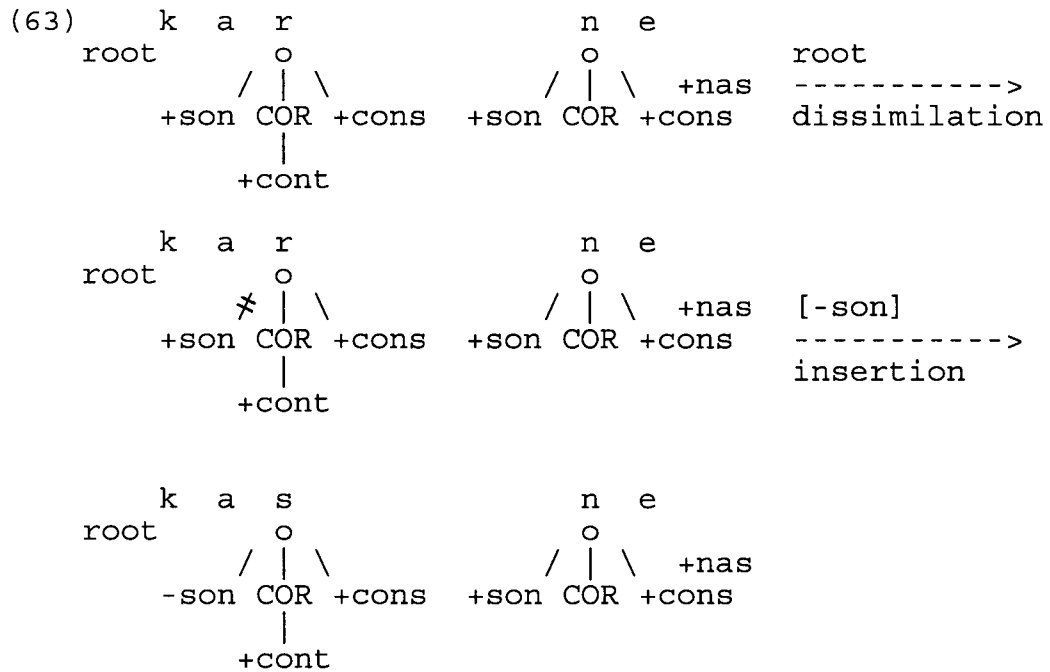 (63) k a r n e
root o o root
/ | \ / | \ +nas ----------->
+son COR +cons +son COR +cons dissimilation
|
+cont
k a r n e
root o o
≠ | \ / | \ +nas [-son]
+son COR +cons +son COR +cons ----------->
| insertion
+cont
k a s n e
root o o
/ | \ / | \ +nas
-son COR +cons +son COR +cons
|
+cont